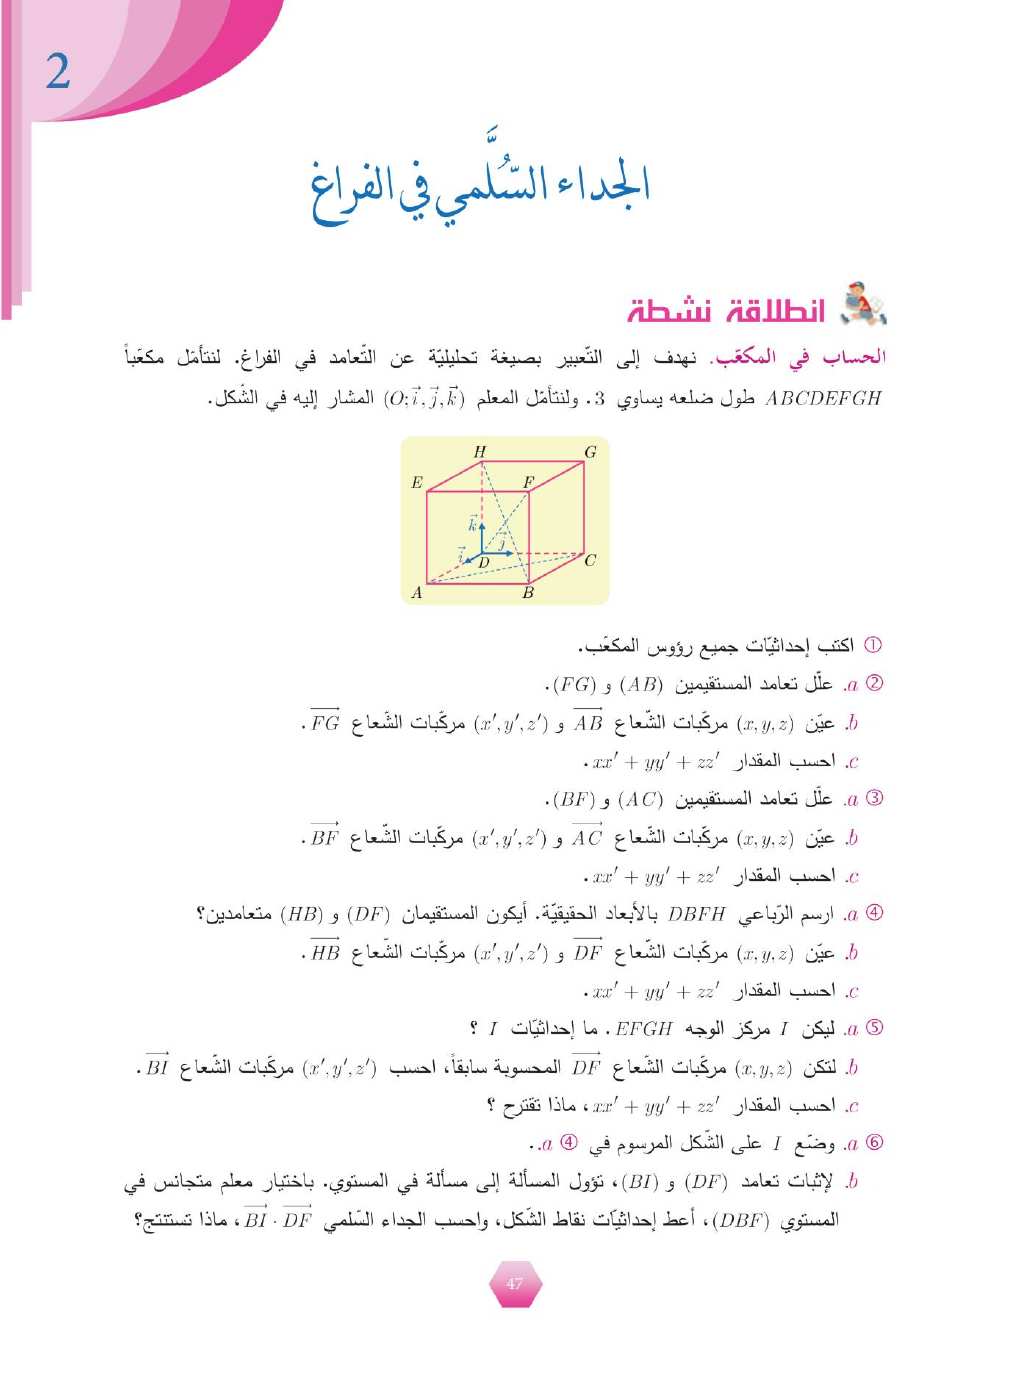 2
الجداء السُّلَّمي في الفراغ
انطلاقة نشطة
الحساب في المكعّب. نهدف إلى التّعبير بصيغة تحليليّة عن التّعامد في الفراغ. لنتأمّل مكعّباً
ABCDEFGH طول ضلعه يساوي 3. ولنتأمّل المعلم (O; i⃗, j⃗, k⃗) المشار إليه في الشّكل.
H G
E F
k⃗
i⃗ j⃗
D C
A B
① اكتب إحداثيّات جميع رؤوس المكعّب.
② a. علّل تعامد المستقيمين (AB) و (FG).
b. عيّن (x, y, z) مركّبات الشّعاع AB⃗ و (x′, y′, z′) مركّبات الشّعاع FG⃗.
c. احسب المقدار xx′ + yy′ + zz′.
③ a. علّل تعامد المستقيمين (AC) و (BF).
b. عيّن (x, y, z) مركّبات الشّعاع AC⃗ و (x′, y′, z′) مركّبات الشّعاع BF⃗.
c. احسب المقدار xx′ + yy′ + zz′.
④ a. ارسم الرّباعي DBFH بالأبعاد الحقيقيّة. أيكون المستقيمان (DF) و (HB) متعامدين؟
b. عيّن (x, y, z) مركّبات الشّعاع DF⃗ و (x′, y′, z′) مركّبات الشّعاع HB⃗.
c. احسب المقدار xx′ + yy′ + zz′.
⑤ a. ليكن I مركز الوجه EFGH. ما إحداثيّات I ؟
b. لتكن (x, y, z) مركّبات الشّعاع DF⃗ المحسوبة سابقاً، احسب (x′, y′, z′) مركّبات الشّعاع BI⃗.
c. احسب المقدار xx′ + yy′ + zz′، ماذا تقترح ؟
⑥ a. وضّع I على الشّكل المرسوم في ④ a..
b. لإثبات تعامد (DF) و (BI)، تؤول المسألة إلى مسألة في المستوي. باختيار معلم متجانس في
المستوي (DBF)، أعط إحداثيّات نقاط الشّكل، واحسب الجداء السّلمي BI⃗ · DF⃗، ماذا تستنتج؟
47